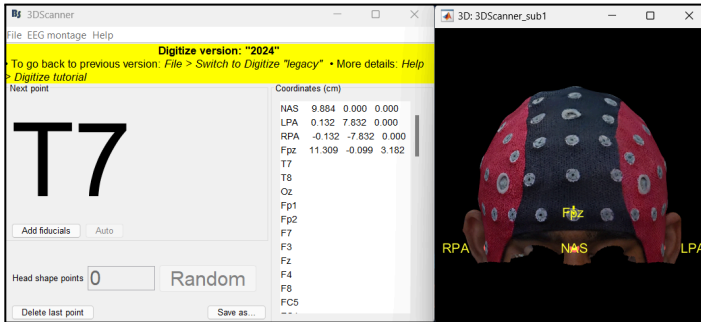 3DScanner
File EEG montage Help
Digitize version: "2024"
• To go back to previous version: File > Switch to Digitize "legacy" • More details: Help
> Digitize tutorial
Next point
T7
Add fiducials Auto
Head shape points 0 Random
Delete last point Save as...
Coordinates (cm)
NAS 9.884 0.000 0.000
LPA 0.132 7.832 0.000
RPA -0.132 -7.832 0.000
Fpz 11.309 -0.099 3.182
T7
T8
Oz
Fp1
Fp2
F7
F3
Fz
F4
F8
FC5
3D: 3DScanner_sub1
Fpz
RPA NAS LPA